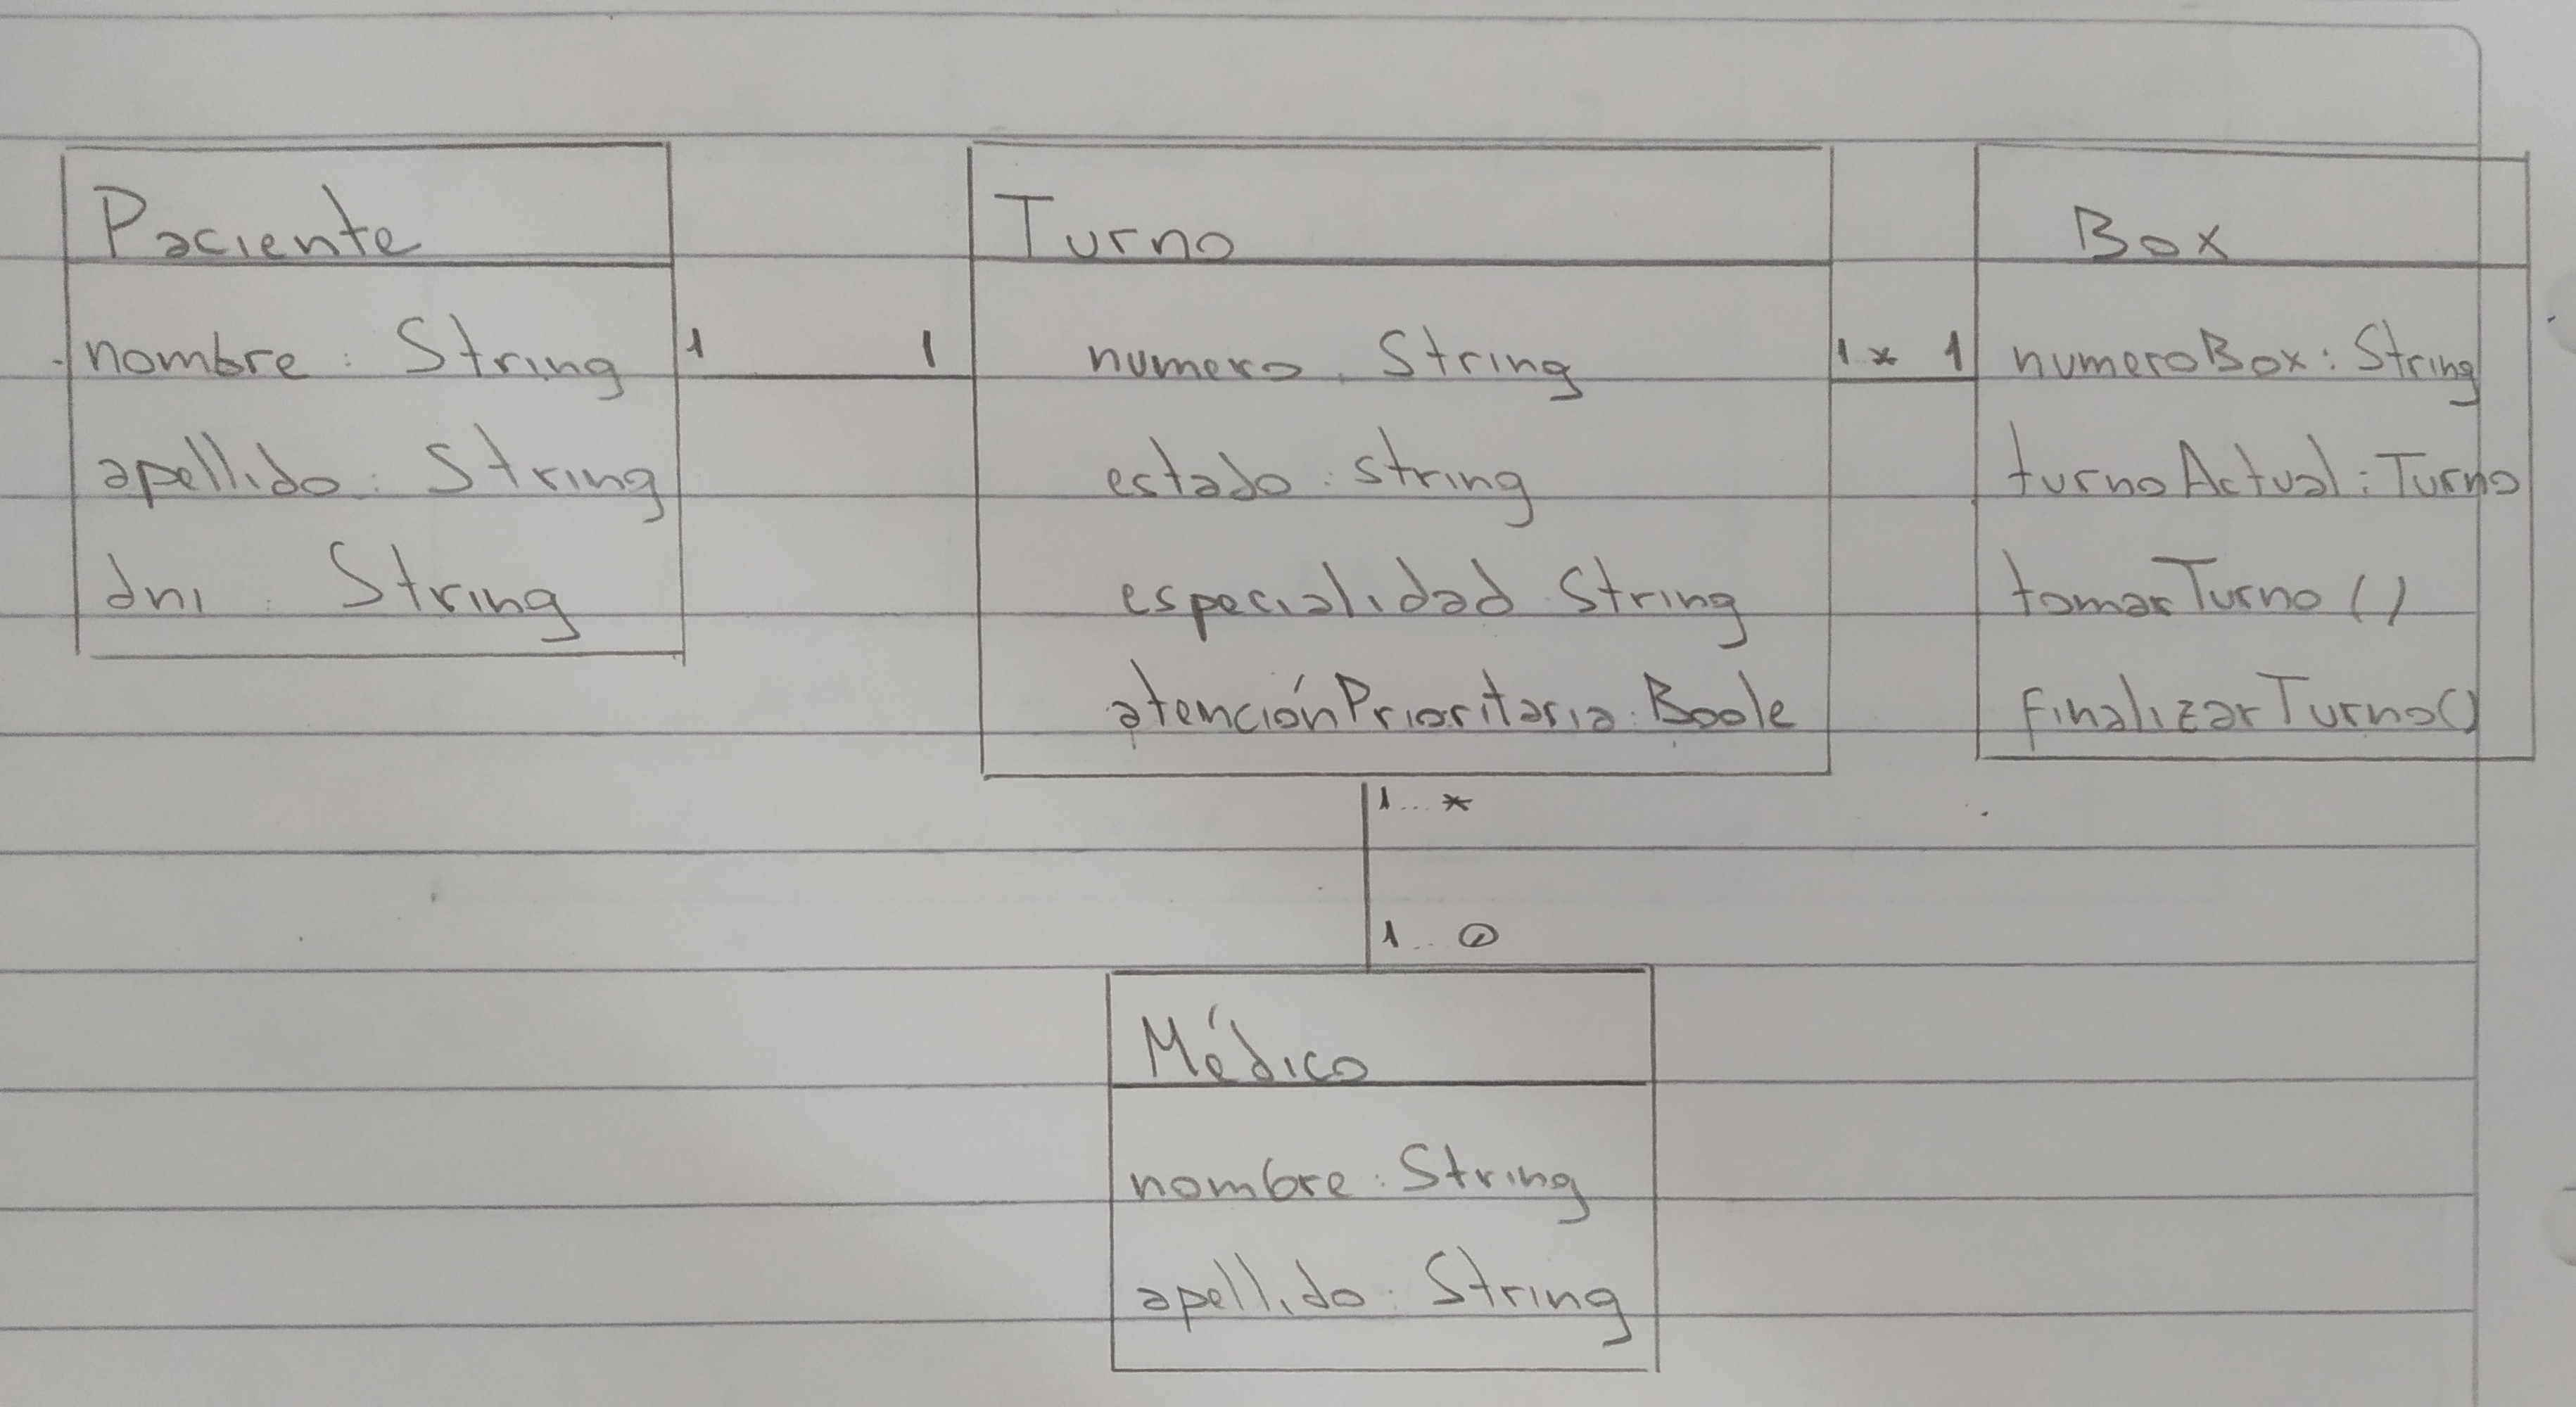 Paciente
nombre : String
apellido : String
dni : String
1 1
Turno
numero . String
estado : string
especialidad String
atenciónPrioritaria : Boole
1 * 1
Box
numeroBox : String
turnoActual : Turno
tomarTurno ()
finalizarTurno()
1... *
1..
Médico
nombre : String
apellido : String